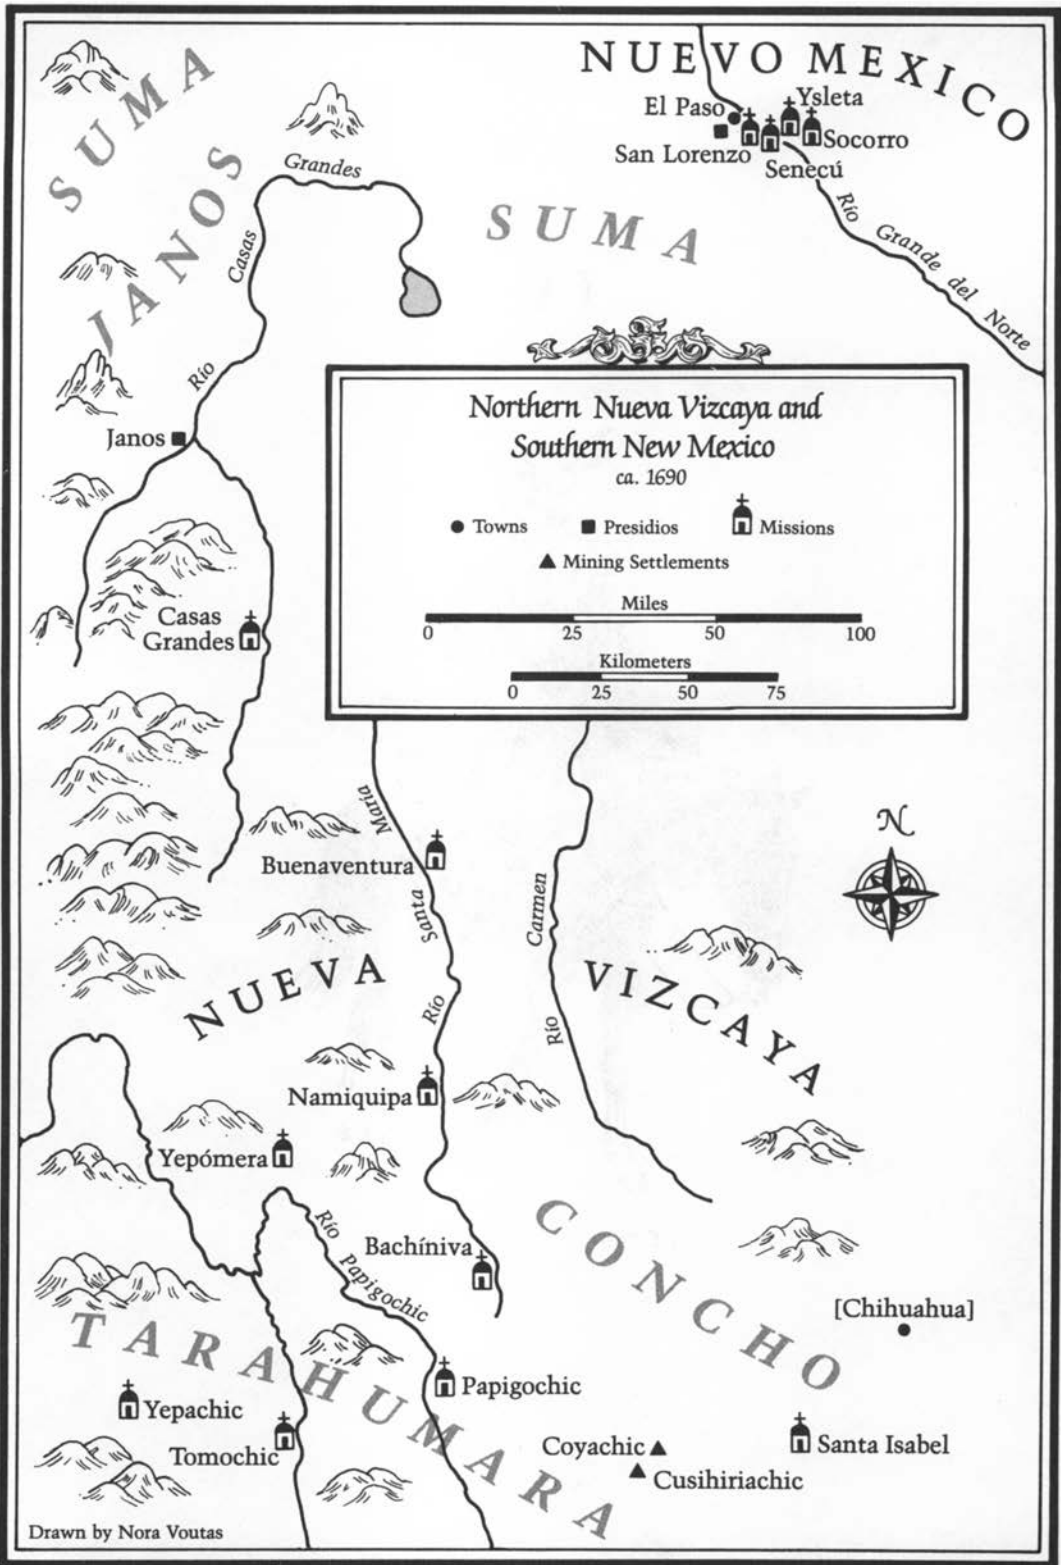 NUEVO MEXICO
SUMA
El Paso
Ysleta
San Lorenzo
Socorro
Senecú
JANOS
Río Casas Grandes
SUMA
Río Grande del Norte
Northern Nueva Vizcaya and
Southern New Mexico
ca. 1690
Towns
Presidios
Missions
Mining Settlements
Miles
0 25 50 100
Kilometers
0 25 50 75
Janos
Casas
Grandes
N
Río Santa María
Buenaventura
Río Carmen
NUEVA VIZCAYA
Namiquipa
Yepómera
Río Papigochic
Bachíniva
CONCHO
[Chihuahua]
TARAHUMARA
Papigochic
Yepachic
Tomochic
Coyachic
Cusihiriachic
Santa Isabel
Drawn by Nora Voutas